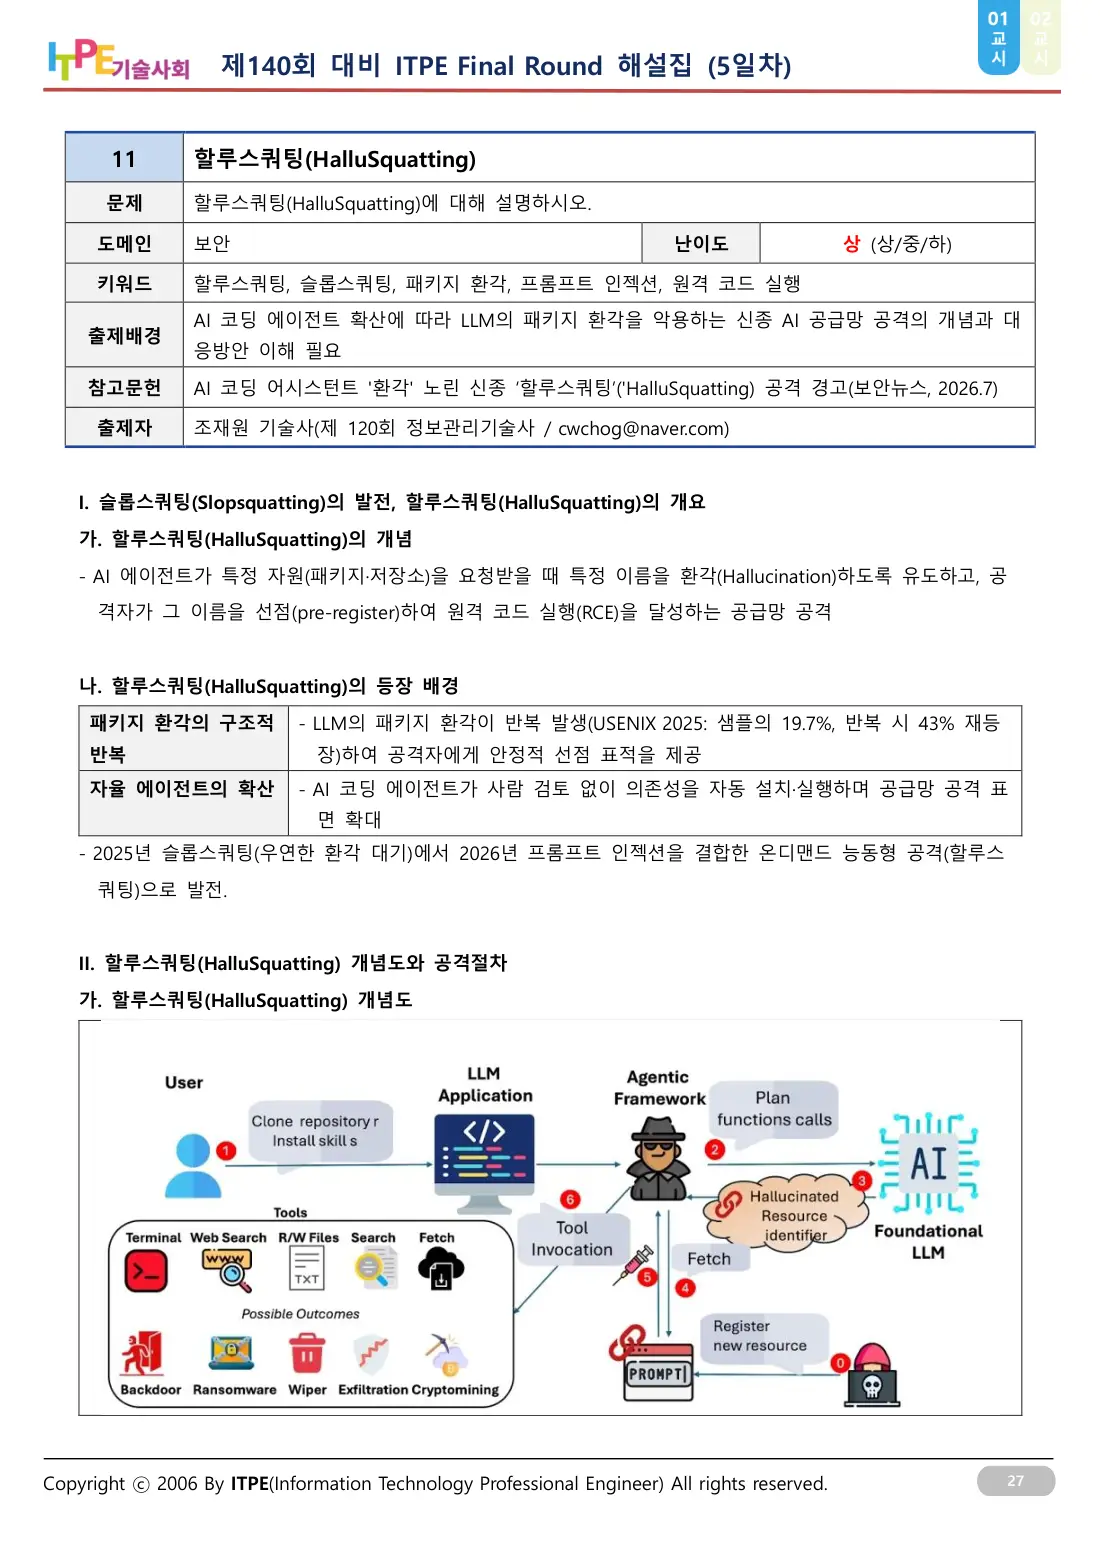 01 02
교 교
시 시
ITPE기술사회 제140회 대비 ITPE Final Round 해설집 (5일차)
11 할루스쿼팅(HalluSquatting)
문제 할루스쿼팅(HalluSquatting)에 대해 설명하시오.
도메인 보안 난이도 상 (상/중/하)
키워드 할루스쿼팅, 슬롭스쿼팅, 패키지 환각, 프롬프트 인젝션, 원격 코드 실행
출제배경 AI 코딩 에이전트 확산에 따라 LLM의 패키지 환각을 악용하는 신종 AI 공급망 공격의 개념과 대
응방안 이해 필요
참고문헌 AI 코딩 어시스턴트 '환각' 노린 신종 ‘할루스쿼팅’('HalluSquatting) 공격 경고(보안뉴스, 2026.7)
출제자 조재원 기술사(제 120회 정보관리기술사 / cwchog@naver.com)
I. 슬롭스쿼팅(Slopsquatting)의 발전, 할루스쿼팅(HalluSquatting)의 개요
가. 할루스쿼팅(HalluSquatting)의 개념
- AI 에이전트가 특정 자원(패키지·저장소)을 요청받을 때 특정 이름을 환각(Hallucination)하도록 유도하고, 공
격자가 그 이름을 선점(pre-register)하여 원격 코드 실행(RCE)을 달성하는 공급망 공격
나. 할루스쿼팅(HalluSquatting)의 등장 배경
패키지 환각의 구조적 - LLM의 패키지 환각이 반복 발생(USENIX 2025: 샘플의 19.7%, 반복 시 43% 재등
반복 장)하여 공격자에게 안정적 선점 표적을 제공
자율 에이전트의 확산 - AI 코딩 에이전트가 사람 검토 없이 의존성을 자동 설치·실행하며 공급망 공격 표
면 확대
- 2025년 슬롭스쿼팅(우연한 환각 대기)에서 2026년 프롬프트 인젝션을 결합한 온디맨드 능동형 공격(할루스
쿼팅)으로 발전.
II. 할루스쿼팅(HalluSquatting) 개념도와 공격절차
가. 할루스쿼팅(HalluSquatting) 개념도
User
LLM
Application
Agentic
Framework
Plan
functions calls
Clone repository r
Install skill s
1
</>
2
AI
3
Hallucinated
Resource
identifier
Foundational
LLM
6
Tool
Invocation
Fetch
5
4
Tools
Terminal Web Search R/W Files Search Fetch
>_ WWW TXT
Possible Outcomes
Backdoor Ransomware Wiper Exfiltration Cryptomining
Register
new resource
PROMPT
0
Copyright ⓒ 2006 By ITPE(Information Technology Professional Engineer) All rights reserved.
27